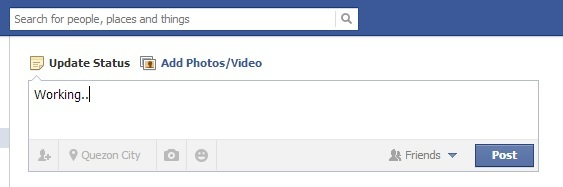 Search for people, places and things
Update Status Add Photos/Video
Working..
Quezon City Friends Post